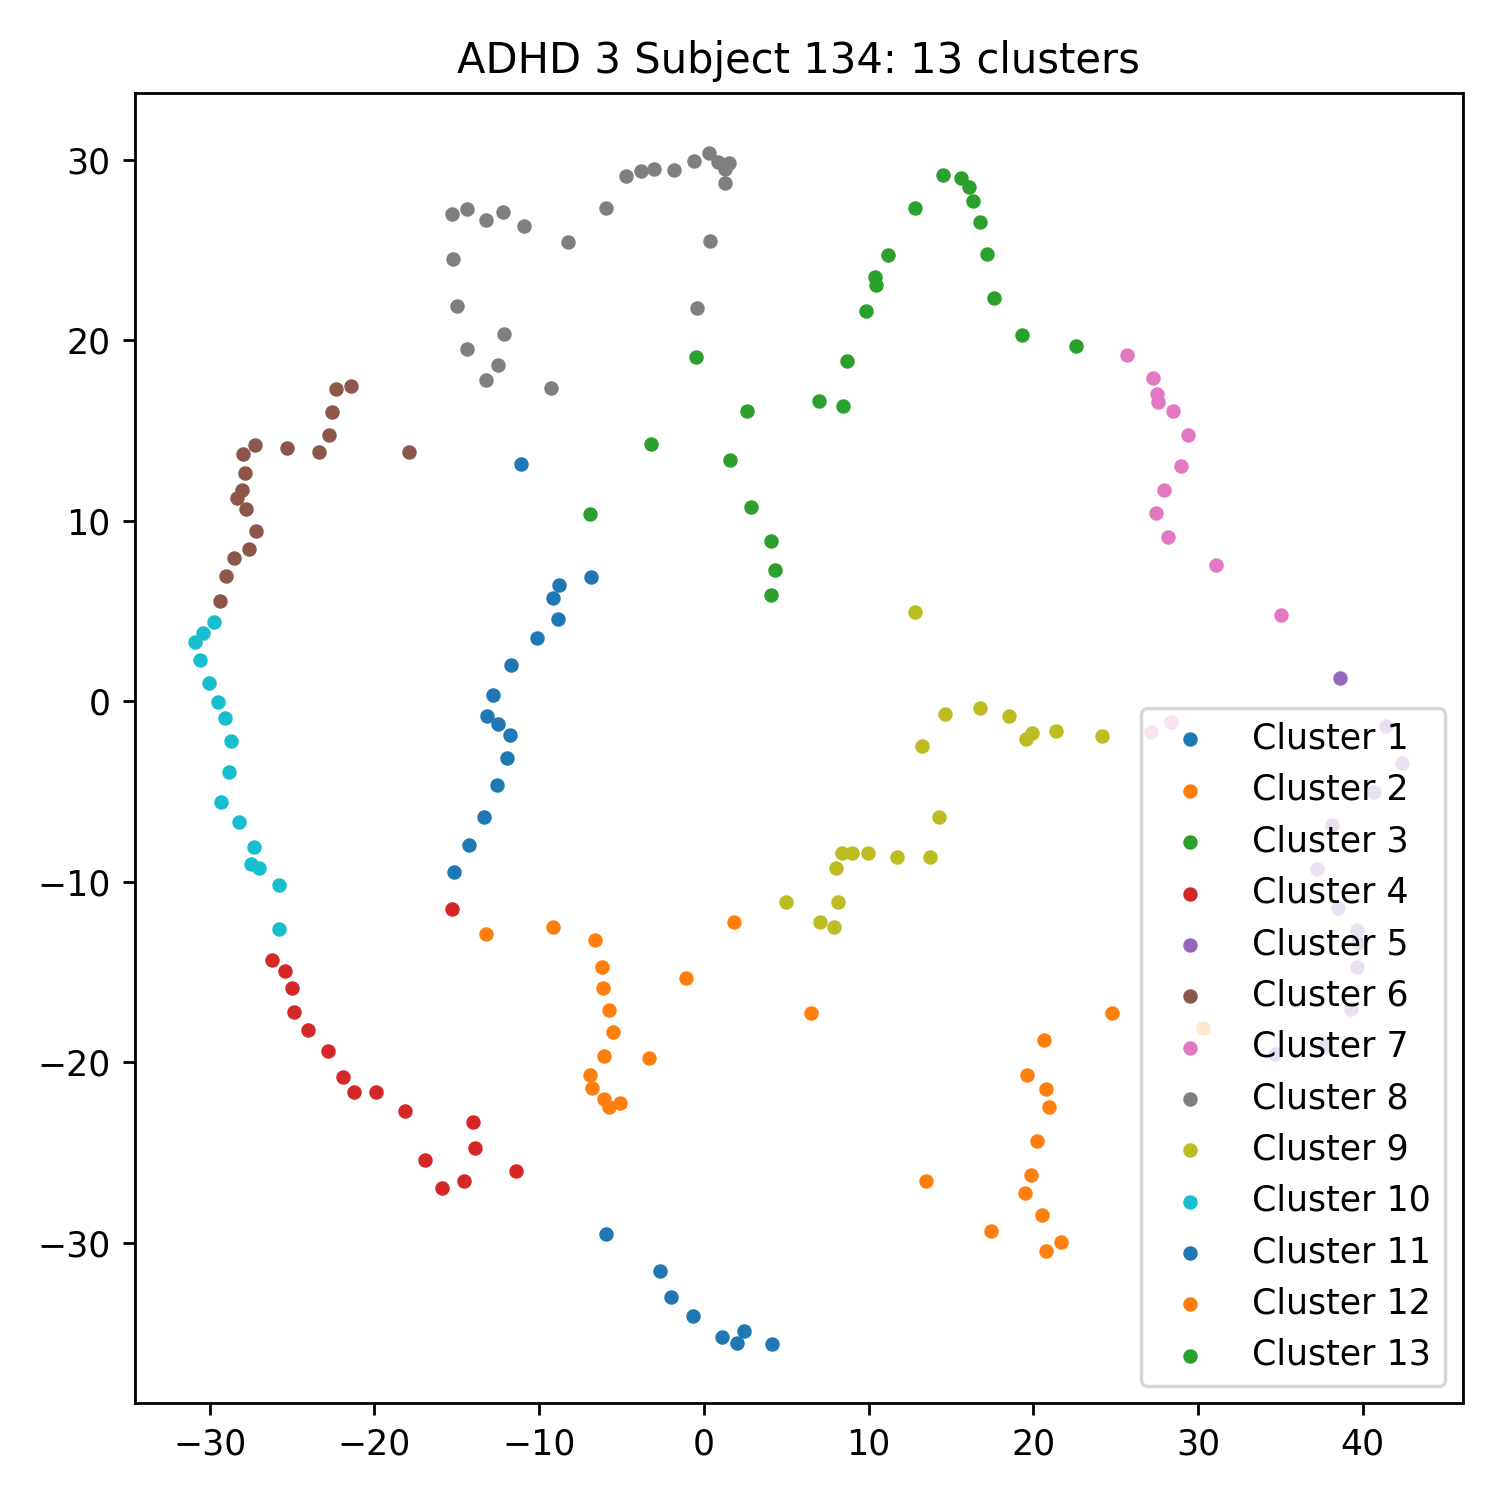 ADHD 3 Subject 134: 13 clusters
30
20
10
0
−10
−20
−30
−30 −20 −10 0 10 20 30 40
Cluster 1
Cluster 2
Cluster 3
Cluster 4
Cluster 5
Cluster 6
Cluster 7
Cluster 8
Cluster 9
Cluster 10
Cluster 11
Cluster 12
Cluster 13